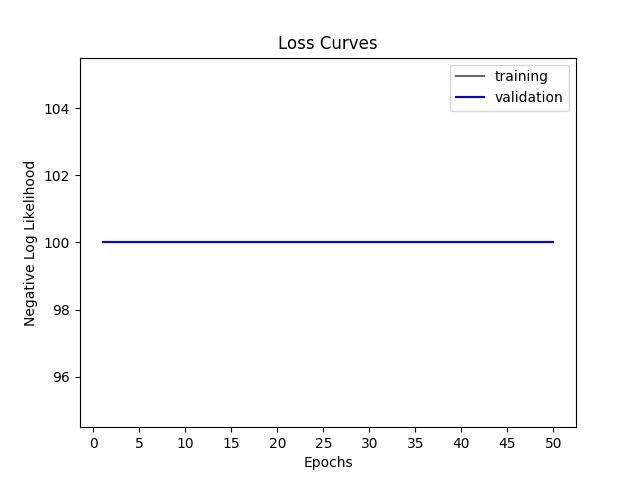 Loss Curves
training
validation
104
102
100
98
96
Negative Log Likelihood
0 5 10 15 20 25 30 35 40 45 50
Epochs